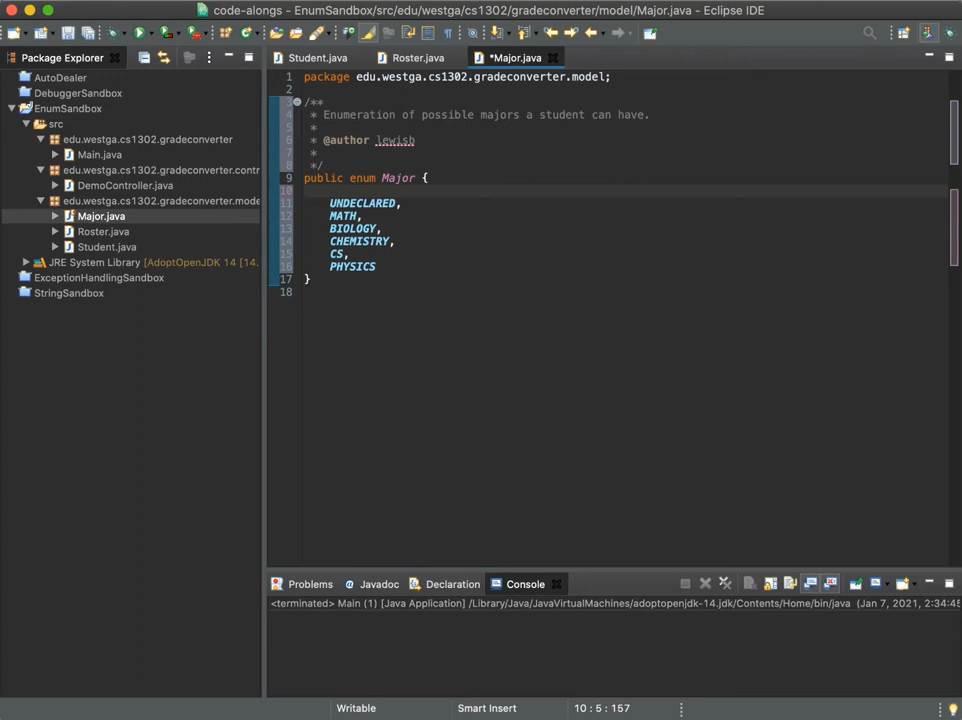 code-alongs - EnumSandbox/src/edu/westga/cs1302/gradeconverter/model/Major.java - Eclipse IDE
Package Explorer
Student.java
Roster.java
*Major.java
AutoDealer
DebuggerSandbox
EnumSandbox
src
edu.westga.cs1302.gradeconverter
Main.java
edu.westga.cs1302.gradeconverter.contr
DemoController.java
edu.westga.cs1302.gradeconverter.mode
Major.java
Roster.java
Student.java
JRE System Library [AdoptOpenJDK 14 [14.
ExceptionHandlingSandbox
StringSandbox
1 package edu.westga.cs1302.gradeconverter.model;
2
3 /**
4 * Enumeration of possible majors a student can have.
5 *
6 * @author lewisb
7 *
8 */
9 public enum Major {
10
11 UNDECLARED,
12 MATH,
13 BIOLOGY,
14 CHEMISTRY,
15 CS,
16 PHYSICS
17 }
18
Problems
Javadoc
Declaration
Console
<terminated> Main (1) [Java Application] /Library/Java/JavaVirtualMachines/adoptopenjdk-14.jdk/Contents/Home/bin/java (Jan 7, 2021, 2:34:45
Writable
Smart Insert
10 : 5 : 157